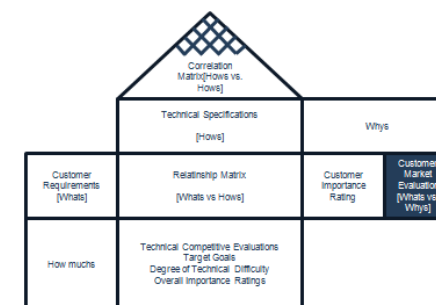 Correlation
Matrix[Hows vs.
Hows]
Technical Specifications
[Hows]
Whys
Customer
Requirements
[Whats]
Relatinship Matrix
[Whats vs Hows]
Customer
Importance
Rating
Customer
Market
Evaluation
[Whats vs.
Whys]
How muchs
Technical Competitive Evaluations
Target Goals
Degree of Technical Difficulty
Overall Importance Ratings